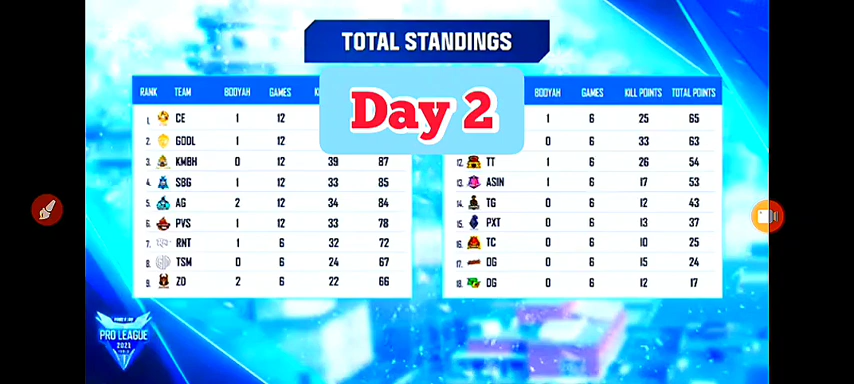 TOTAL STANDINGS
Day 2
RANK TEAM BOOYAH GAMES
1. CE 1 12
2. GODL 1 12
3. KMBH 0 12 39 87
4. SBG 1 12 33 85
5. AG 2 12 34 84
6. PVS 1 12 33 78
7. RNT 1 6 32 72
8. TSM 0 6 24 67
9. ZO 2 6 22 66
BOOYAH GAMES KILL POINTS TOTAL POINTS
1 6 25 65
0 6 33 63
12. TT 1 6 26 54
13. ASIN 1 6 17 53
14. TG 0 6 12 43
15. PXT 0 6 13 37
16. TC 0 6 10 25
17. OG 0 6 15 24
18. DG 0 6 12 17
PRO LEAGUE
2021